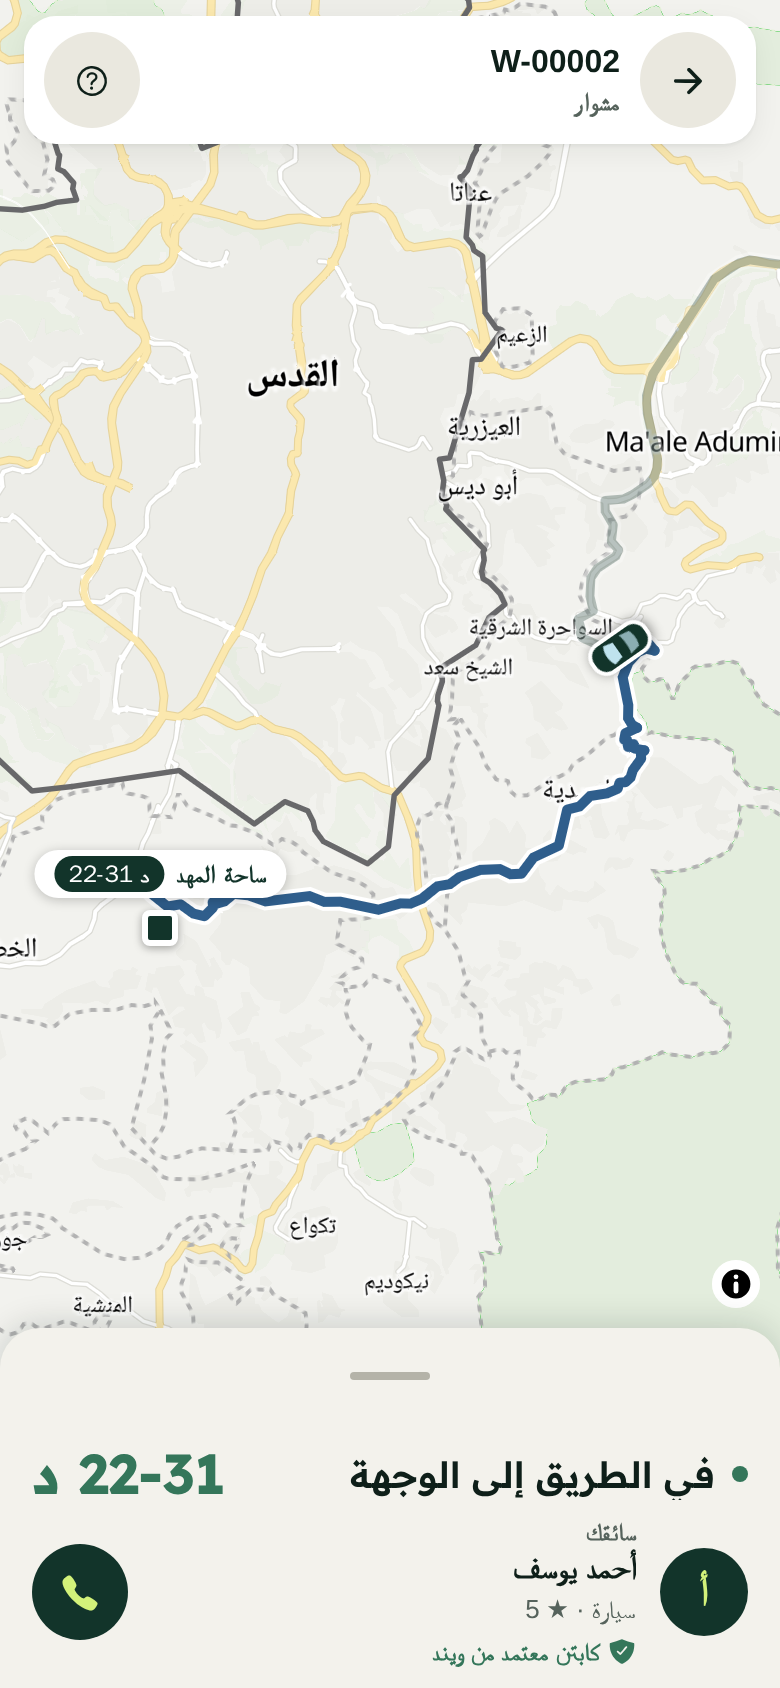 W-00002
مشوار
عناتا
الزعيم
القدس
العيزرية
Ma'ale Adumi
أبو ديس
السواحرة الشرقية
الشيخ سعد
ساحة المهد 22-31 د
تكواع
نيكوديم
المنشية
في الطريق إلى الوجهة
22-31 د
سائقك
أحمد يوسف
سيارة · ★ 5
كابتن معتمد من ويند
أ